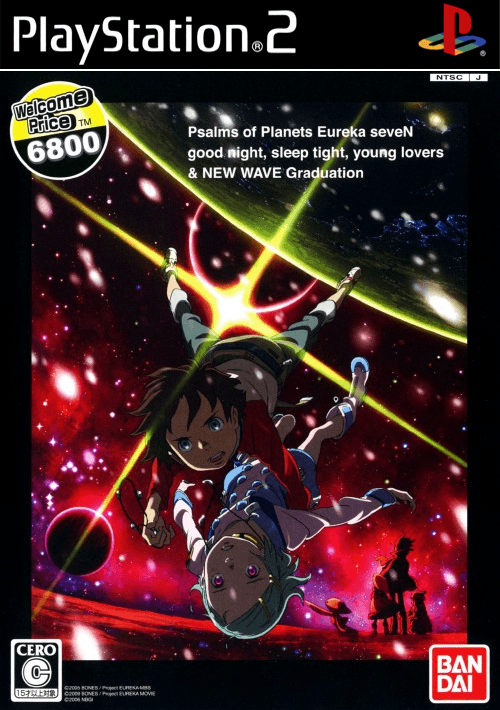 PlayStation®2
®
NTSC J
Welcome
Price TM
6800
Psalms of Planets Eureka seveN
good night, sleep tight, young lovers
& NEW WAVE Graduation
CERO
C
15才以上対象
©2005 BONES / Project EUREKA・MBS
©2009 BONES / Project EUREKA MOVIE
©2006 NBGI
BAN
DAI